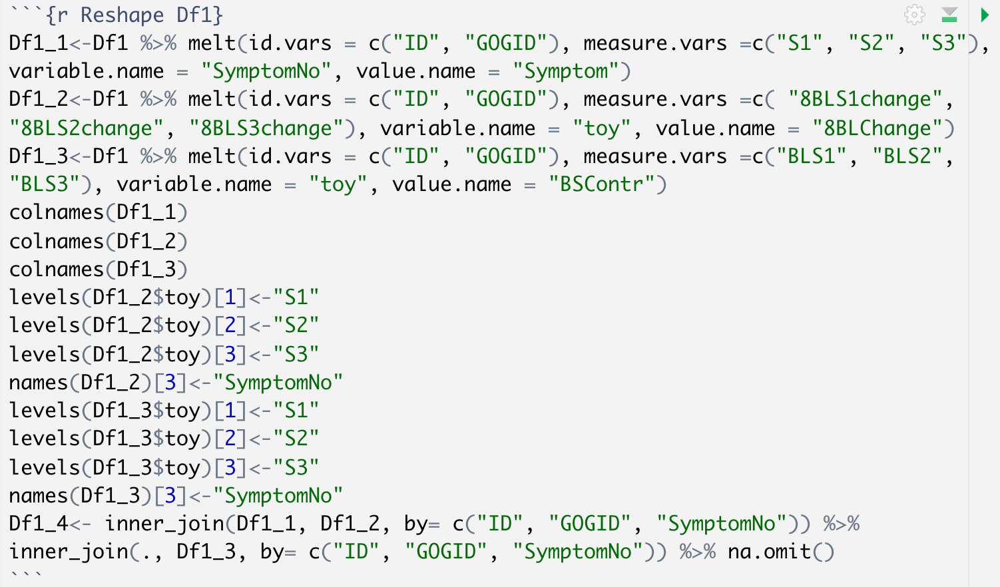 ```{r Reshape Df1}
Df1_1<-Df1 %>% melt(id.vars = c("ID", "GOGID"), measure.vars =c("S1", "S2", "S3"),
variable.name = "SymptomNo", value.name = "Symptom")
Df1_2<-Df1 %>% melt(id.vars = c("ID", "GOGID"), measure.vars =c( "8BLS1change",
"8BLS2change", "8BLS3change"), variable.name = "toy", value.name = "8BLChange")
Df1_3<-Df1 %>% melt(id.vars = c("ID", "GOGID"), measure.vars =c("BLS1", "BLS2",
"BLS3"), variable.name = "toy", value.name = "BSContr")
colnames(Df1_1)
colnames(Df1_2)
colnames(Df1_3)
levels(Df1_2$toy)[1]<-"S1"
levels(Df1_2$toy)[2]<-"S2"
levels(Df1_2$toy)[3]<-"S3"
names(Df1_2)[3]<-"SymptomNo"
levels(Df1_3$toy)[1]<-"S1"
levels(Df1_3$toy)[2]<-"S2"
levels(Df1_3$toy)[3]<-"S3"
names(Df1_3)[3]<-"SymptomNo"
Df1_4<- inner_join(Df1_1, Df1_2, by= c("ID", "GOGID", "SymptomNo")) %>%
inner_join(., Df1_3, by= c("ID", "GOGID", "SymptomNo")) %>% na.omit()
```